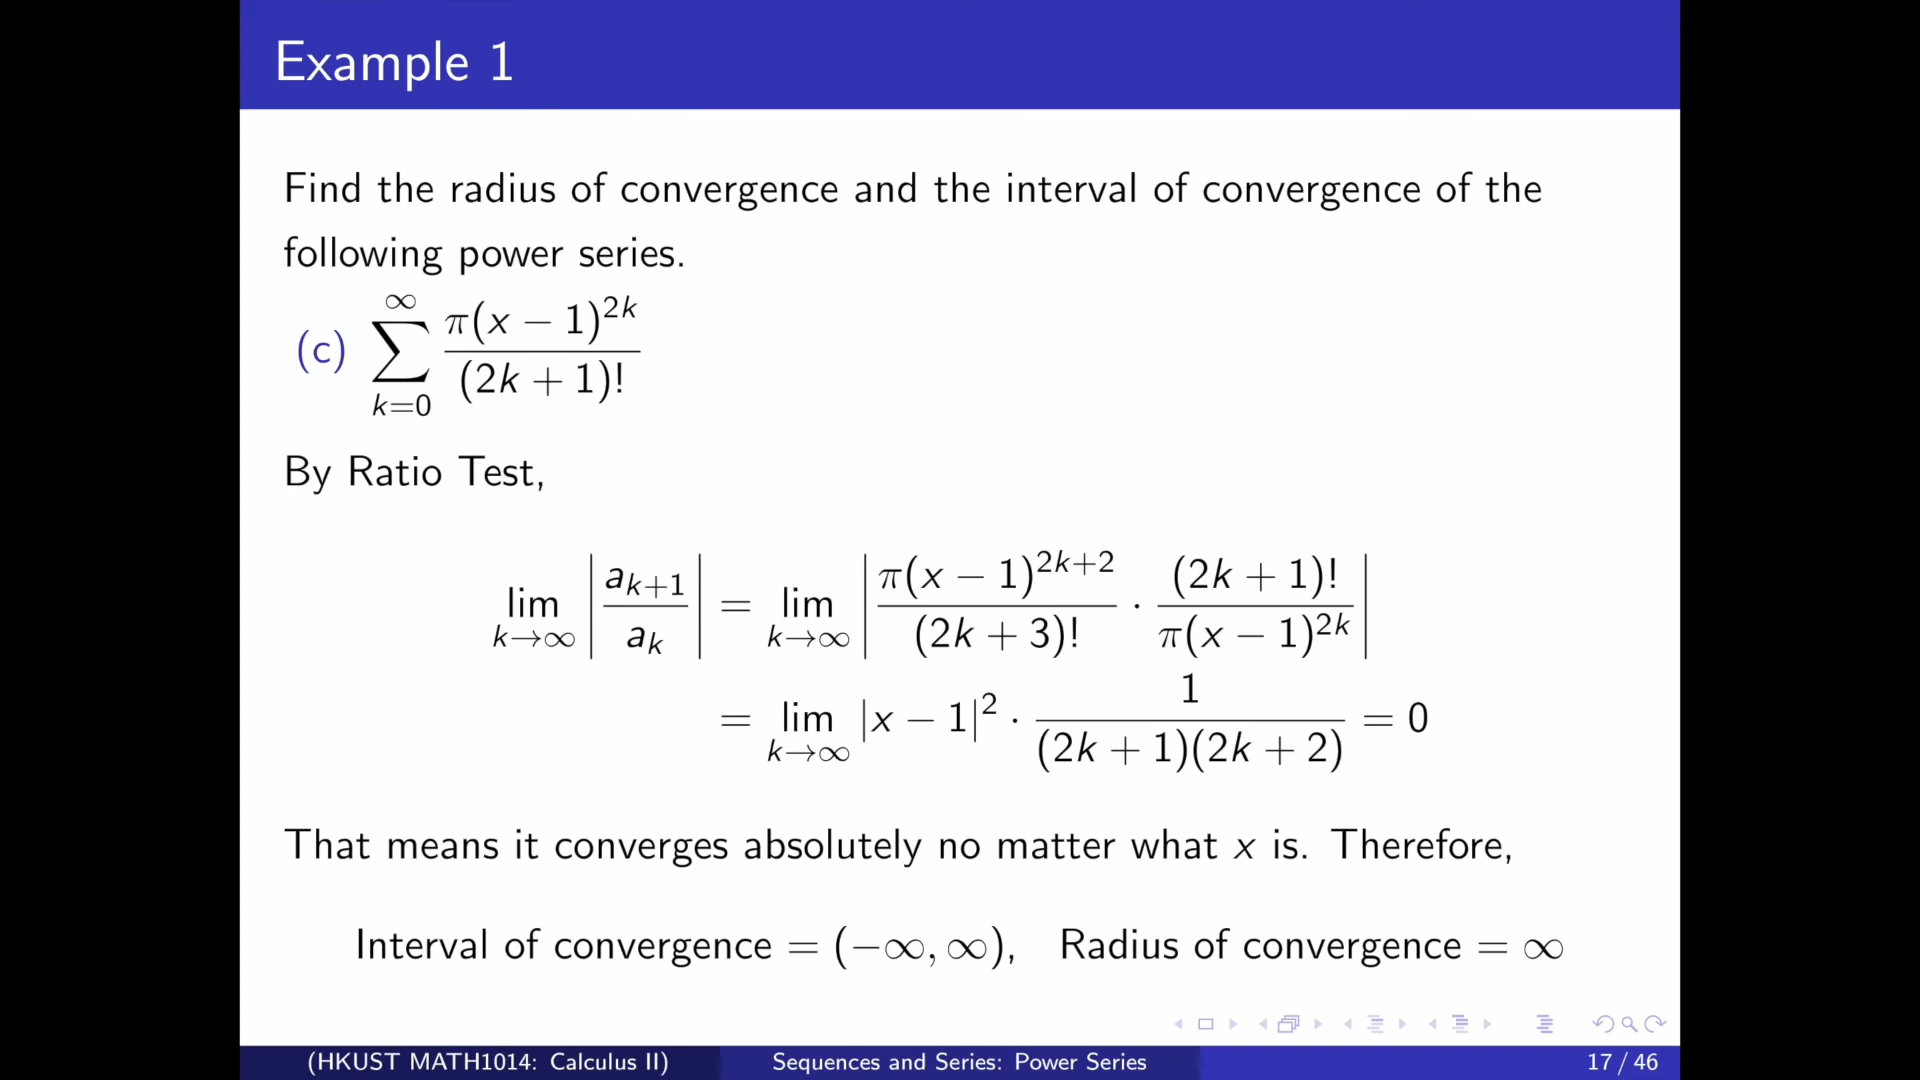 Example 1
Find the radius of convergence and the interval of convergence of the
following power series.
(c) $\sum_{k=0}^{\infty} \frac{\pi(x-1)^{2k}}{(2k+1)!}$
By Ratio Test,
$\lim_{k\to\infty} \left|\frac{a_{k+1}}{a_k}\right| = \lim_{k\to\infty} \left|\frac{\pi(x-1)^{2k+2}}{(2k+3)!} \cdot \frac{(2k+1)!}{\pi(x-1)^{2k}}\right|$
$= \lim_{k\to\infty} |x-1|^2 \cdot \frac{1}{(2k+1)(2k+2)} = 0$
That means it converges absolutely no matter what x is. Therefore,
Interval of convergence = (−∞, ∞), Radius of convergence = ∞
(HKUST MATH1014: Calculus II) Sequences and Series: Power Series 17 / 46